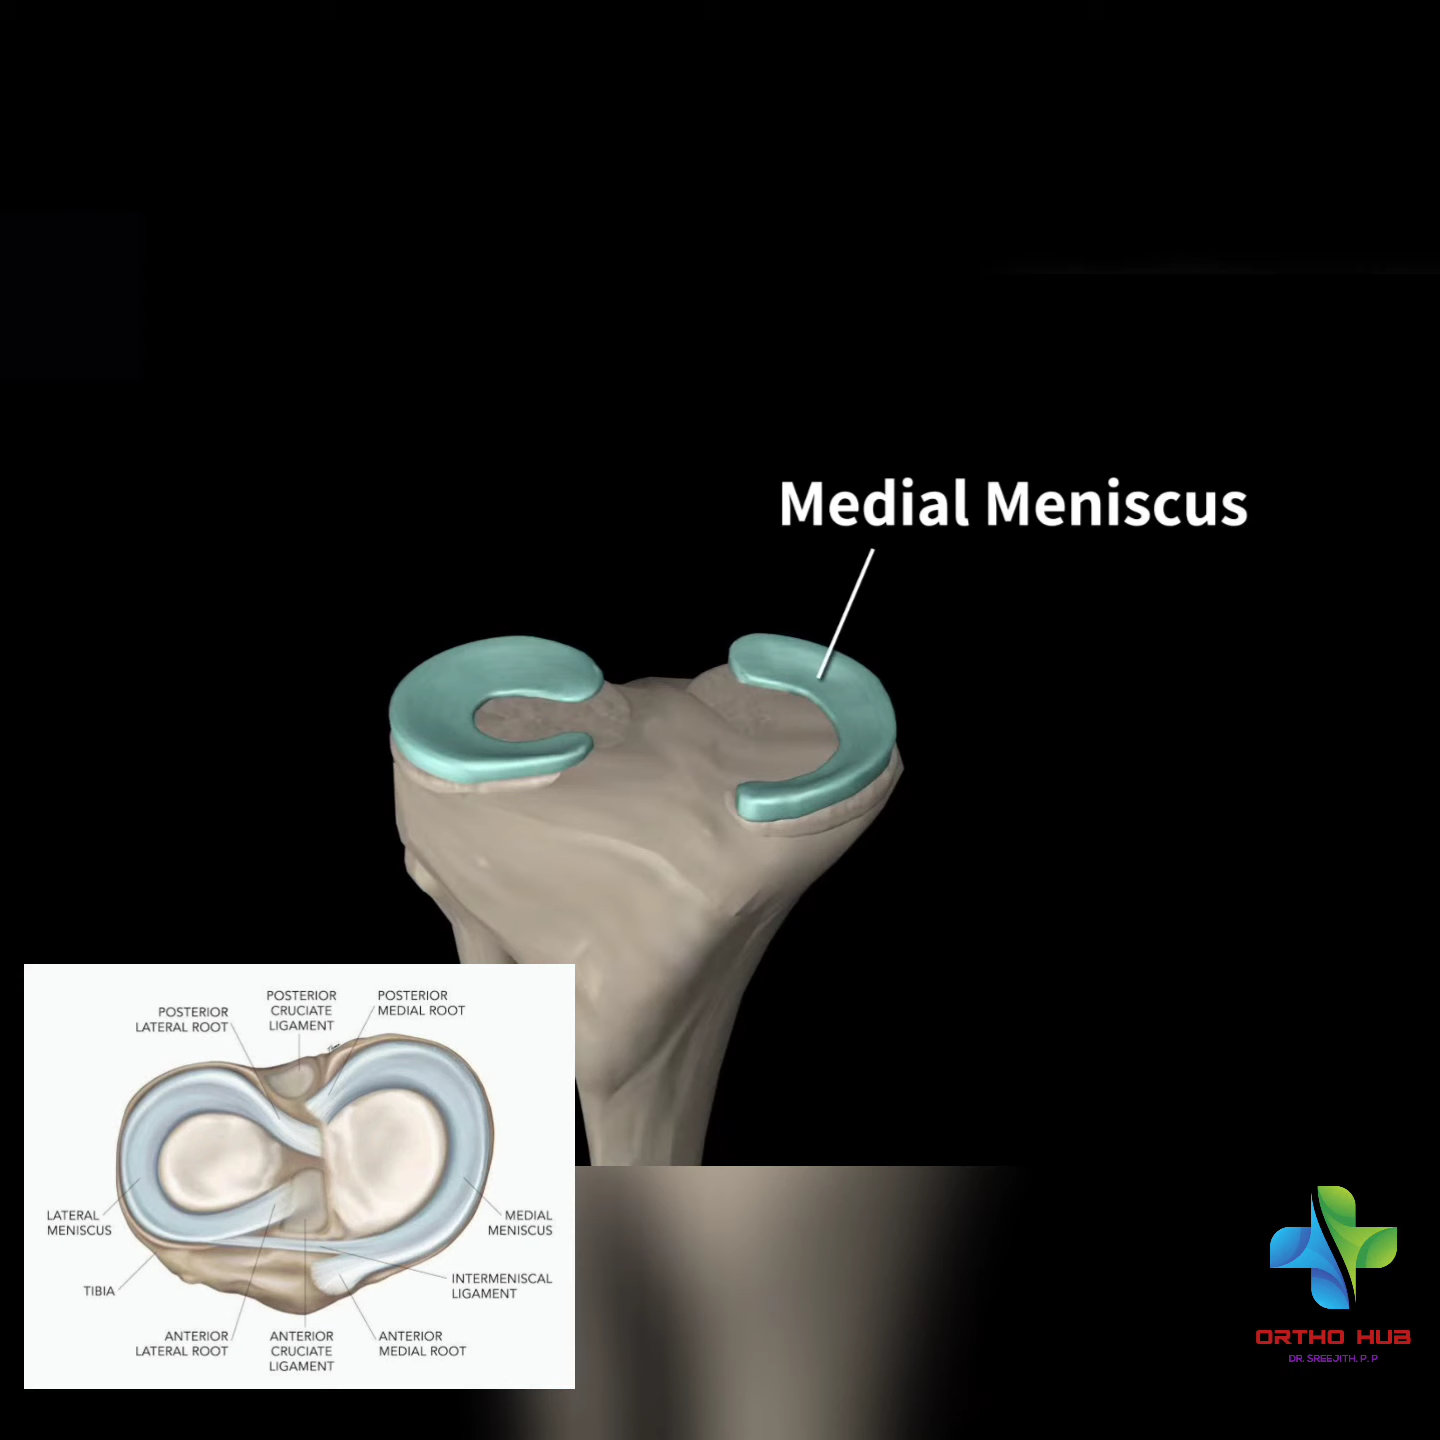 Medial Meniscus
POSTERIOR
LATERAL ROOT
POSTERIOR
CRUCIATE
LIGAMENT
POSTERIOR
MEDIAL ROOT
LATERAL
MENISCUS
MEDIAL
MENISCUS
TIBIA
INTERMENISCAL
LIGAMENT
ANTERIOR
LATERAL ROOT
ANTERIOR
CRUCIATE
LIGAMENT
ANTERIOR
MEDIAL ROOT
ORTHO HUB
DR. SREEJITH. P. P